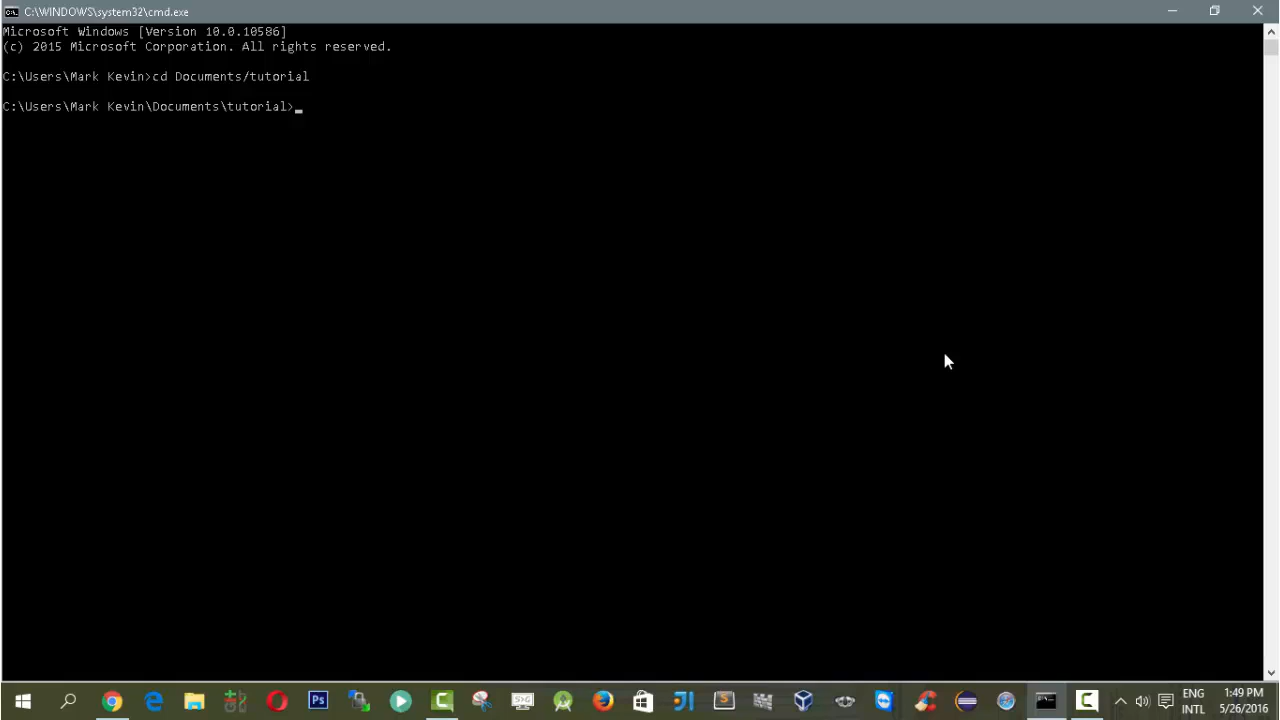 C:\WINDOWS\system32\cmd.exe
Microsoft Windows [Version 10.0.10586]
(c) 2015 Microsoft Corporation. All rights reserved.
C:\Users\Mark Kevin>cd Documents/tutorial
C:\Users\Mark Kevin\Documents\tutorial>_
Ps
ENG
INTL
1:49 PM
5/26/2016